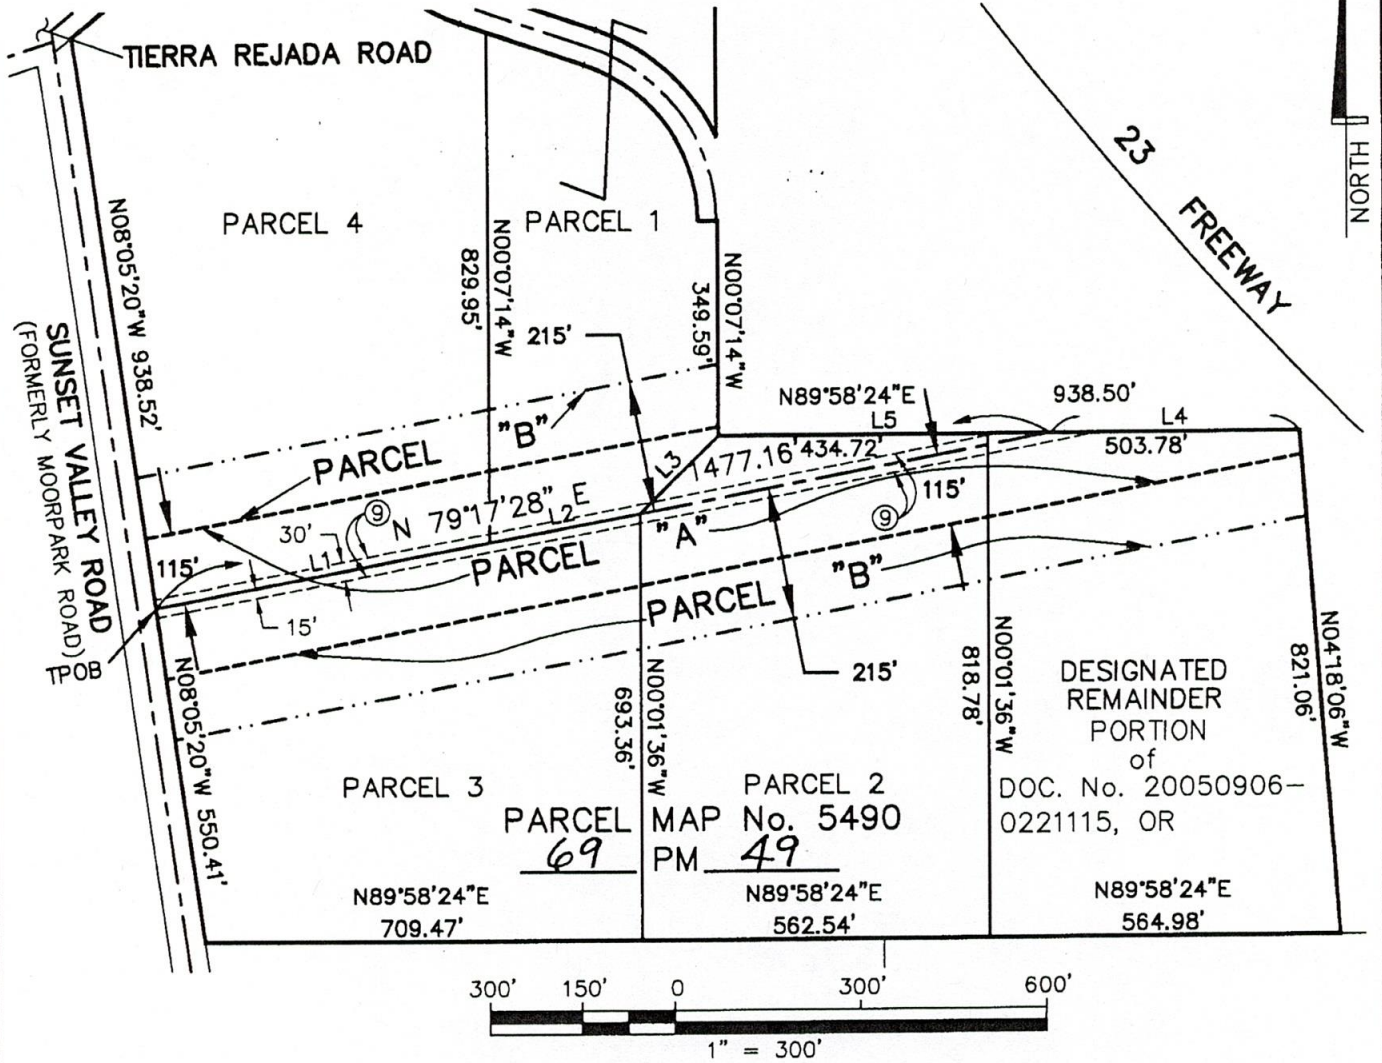 TIERRA REJADA ROAD
23 FREEWAY
NORTH
PARCEL 4
PARCEL 1
N08°05'20"W 938.52'
N00°07'14"W
829.95'
N00°07'14"W
349.59'
215'
N89°58'24"E
938.50'
L5
L4
434.72'
503.78'
SUNSET VALLEY ROAD
(FORMERLY MOORPARK ROAD)
PARCEL "B"
L3
1477.16'
N 79°17'28" E
L2
9
30'
L1
115'
"A"
115'
9
PARCEL
"B"
PARCEL
15'
TPOB
215'
N08°05'20"W 550.41'
N00°01'36"W
693.36'
N00°01'36"W
818.78'
N04°18'06"W
821.06'
DESIGNATED
REMAINDER
PORTION
of
DOC. No. 20050906-
0221115, OR
PARCEL 3
PARCEL 2
PARCEL MAP No. 5490
69 PM 49
N89°58'24"E
709.47'
N89°58'24"E
562.54'
N89°58'24"E
564.98'
300' 150' 0 300' 600'
1" = 300'